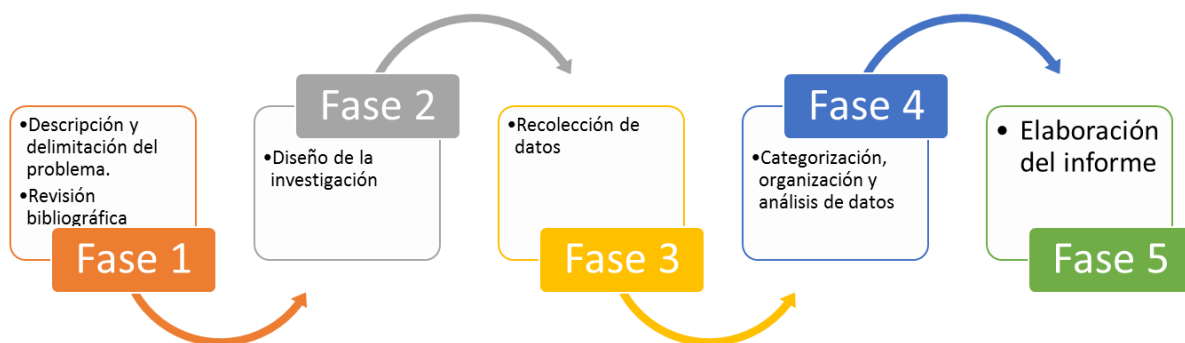 •Descripción y
delimitación del
problema.
•Revisión
bibliográfica
Fase 1
Fase 2
•Diseño de la
investigación
•Recolección de
datos
Fase 3
Fase 4
•Categorización,
organización y
análisis de datos
• Elaboración
del informe
Fase 5